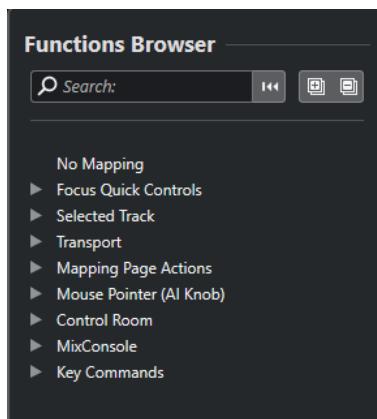 Functions Browser
Search:
No Mapping
Focus Quick Controls
Selected Track
Transport
Mapping Page Actions
Mouse Pointer (AI Knob)
Control Room
MixConsole
Key Commands